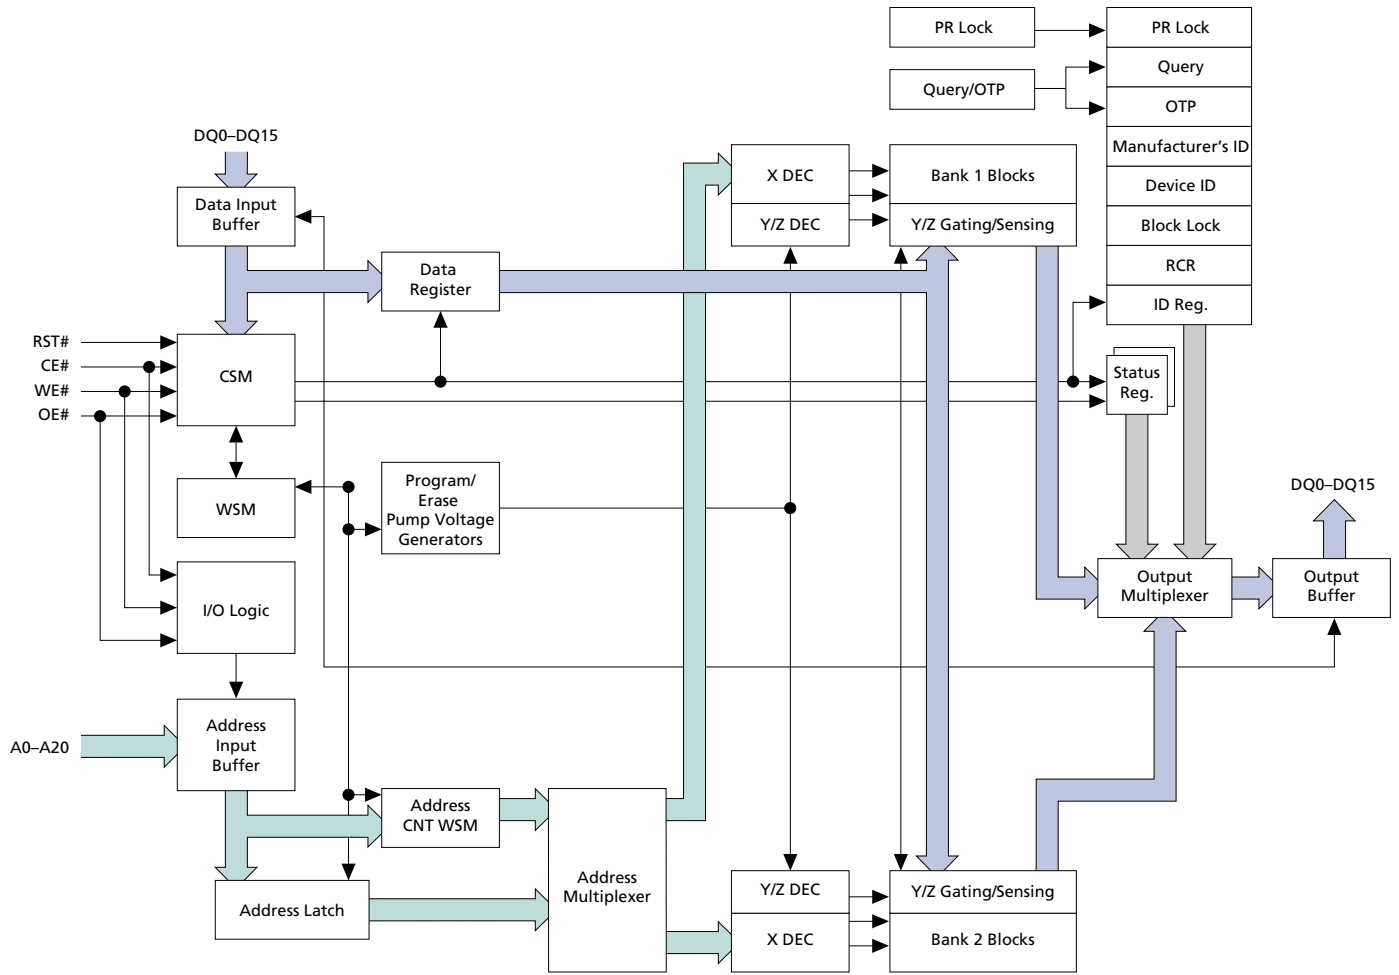 PR Lock
PR Lock
Query/OTP
Query
OTP
Manufacturer's ID
Device ID
Block Lock
RCR
ID Reg.
DQ0–DQ15
Data Input
Buffer
X DEC
Y/Z DEC
Bank 1 Blocks
Y/Z Gating/Sensing
Data
Register
RST#
CE#
WE#
OE#
CSM
Status
Reg.
WSM
Program/
Erase
Pump Voltage
Generators
DQ0–DQ15
I/O Logic
Output
Multiplexer
Output
Buffer
A0–A20
Address
Input
Buffer
Address
CNT WSM
Address Latch
Address
Multiplexer
Y/Z DEC
X DEC
Y/Z Gating/Sensing
Bank 2 Blocks